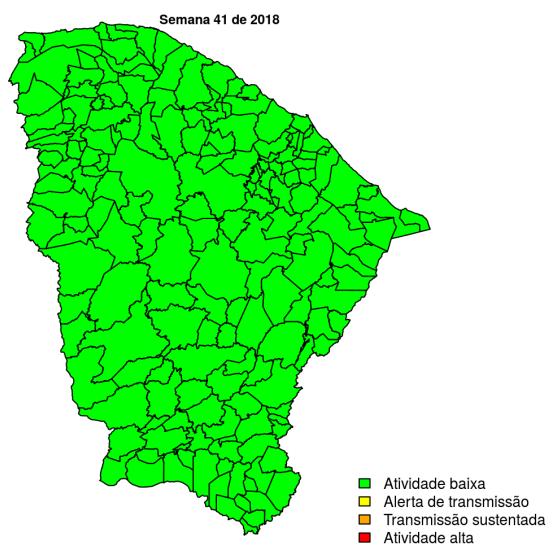 Semana 41 de 2018
Atividade baixa
Alerta de transmissão
Transmissão sustentada
Atividade alta